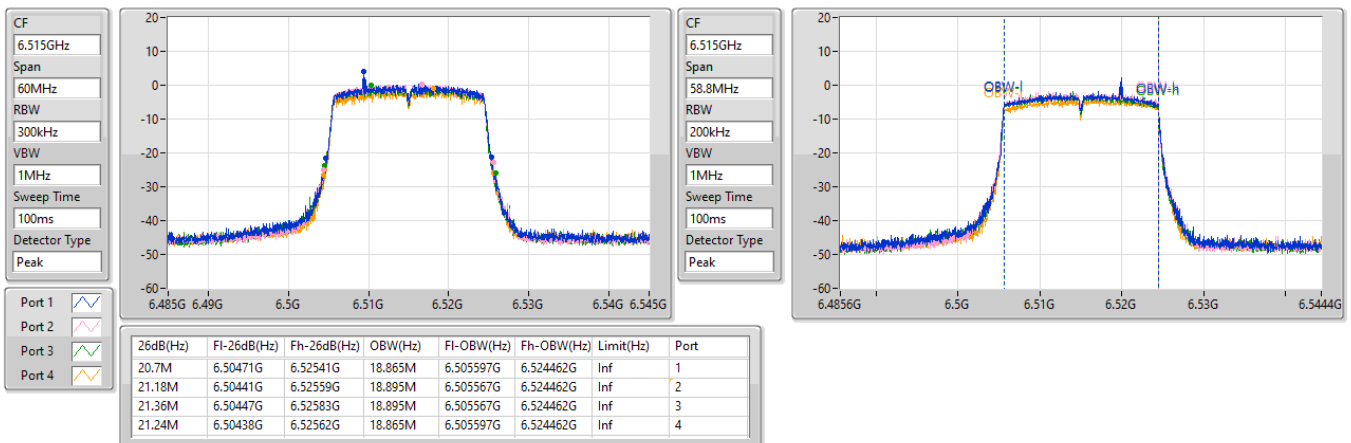 CF
6.515GHz
Span
60MHz
RBW
300kHz
VBW
1MHz
Sweep Time
100ms
Detector Type
Peak
20
10
0
-10
-20
-30
-40
-50
-60
6.485G 6.49G 6.5G 6.51G 6.52G 6.53G 6.54G 6.545G
CF
6.515GHz
Span
58.8MHz
RBW
200kHz
VBW
1MHz
Sweep Time
100ms
Detector Type
Peak
20
10
0
-10
-20
-30
-40
-50
-60
OBW-l OBW-h
6.4856G 6.5G 6.51G 6.52G 6.53G 6.5444G
Port 1
Port 2
Port 3
Port 4
26dB(Hz) Fl-26dB(Hz) Fh-26dB(Hz) OBW(Hz) Fl-OBW(Hz) Fh-OBW(Hz) Limit(Hz) Port
20.7M 6.50471G 6.52541G 18.865M 6.505597G 6.524462G Inf 1
21.18M 6.50441G 6.52559G 18.895M 6.505567G 6.524462G Inf 2
21.36M 6.50447G 6.52583G 18.895M 6.505567G 6.524462G Inf 3
21.24M 6.50438G 6.52562G 18.865M 6.505597G 6.524462G Inf 4